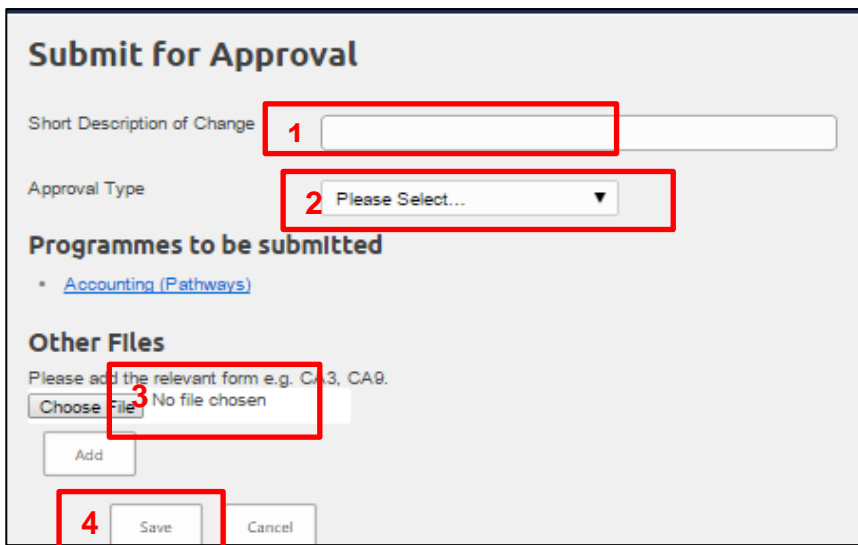 Submit for Approval
Short Description of Change 1
Approval Type 2 Please Select... ▼
Programmes to be submitted
• Accounting (Pathways)
Other Files
Please add the relevant form e.g. CA3, CA9.
Choose File 3 No file chosen
Add
4 Save Cancel